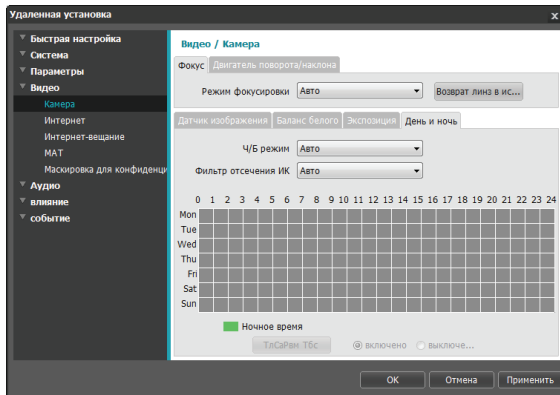 Удаленная установка x
Быстрая настройка
Система
Параметры
Видео
Камера
Интернет
Интернет-вещание
МАТ
Маскировка для конфиденци
Аудио
влияние
событие
Видео / Камера
Фокус Двигатель поворота/наклона
Режим фокусировки Авто Возврат линз в ис...
Датчик изображения Баланс белого Экспозиция День и ночь
Ч/Б режим Авто
Фильтр отсечения ИК Авто
0 1 2 3 4 5 6 7 8 9 10 11 12 13 14 15 16 17 18 19 20 21 22 23 24
Mon
Tue
Wed
Thu
Fri
Sat
Sun
Ночное время
ТлСаРвм Тбс включено выключе...
OK Отмена Применить